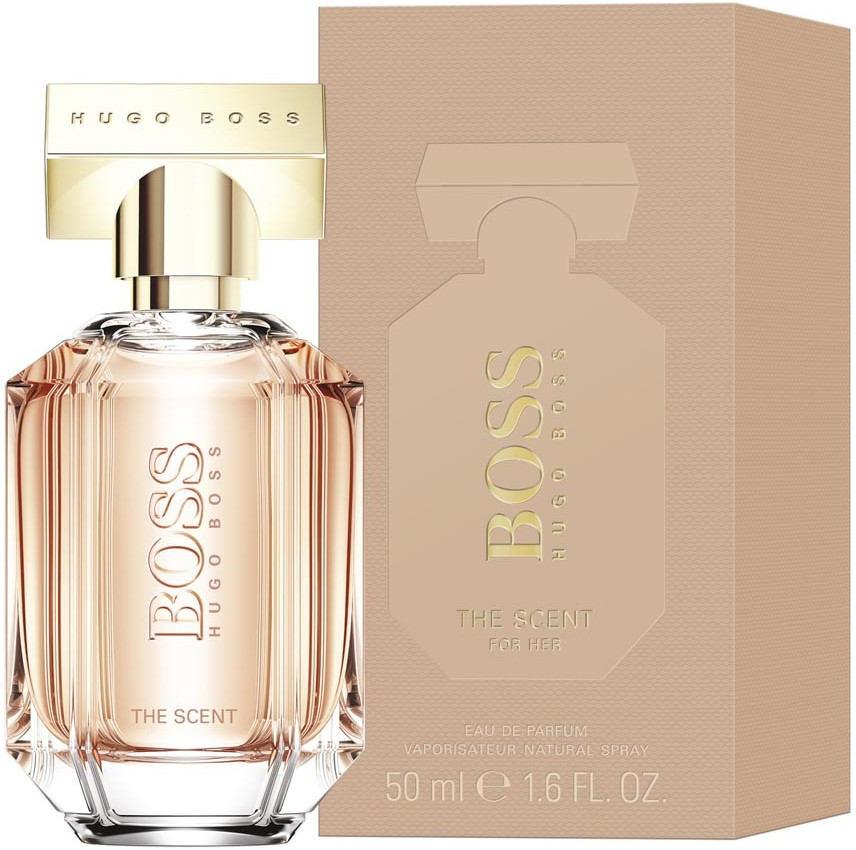 HUGO BOSS
BOSS
HUGO BOSS
THE SCENT
BOSS
HUGO BOSS
THE SCENT
FOR HER
EAU DE PARFUM
VAPORISATEUR NATURAL SPRAY
50 ml ℮ 1.6 FL. OZ.